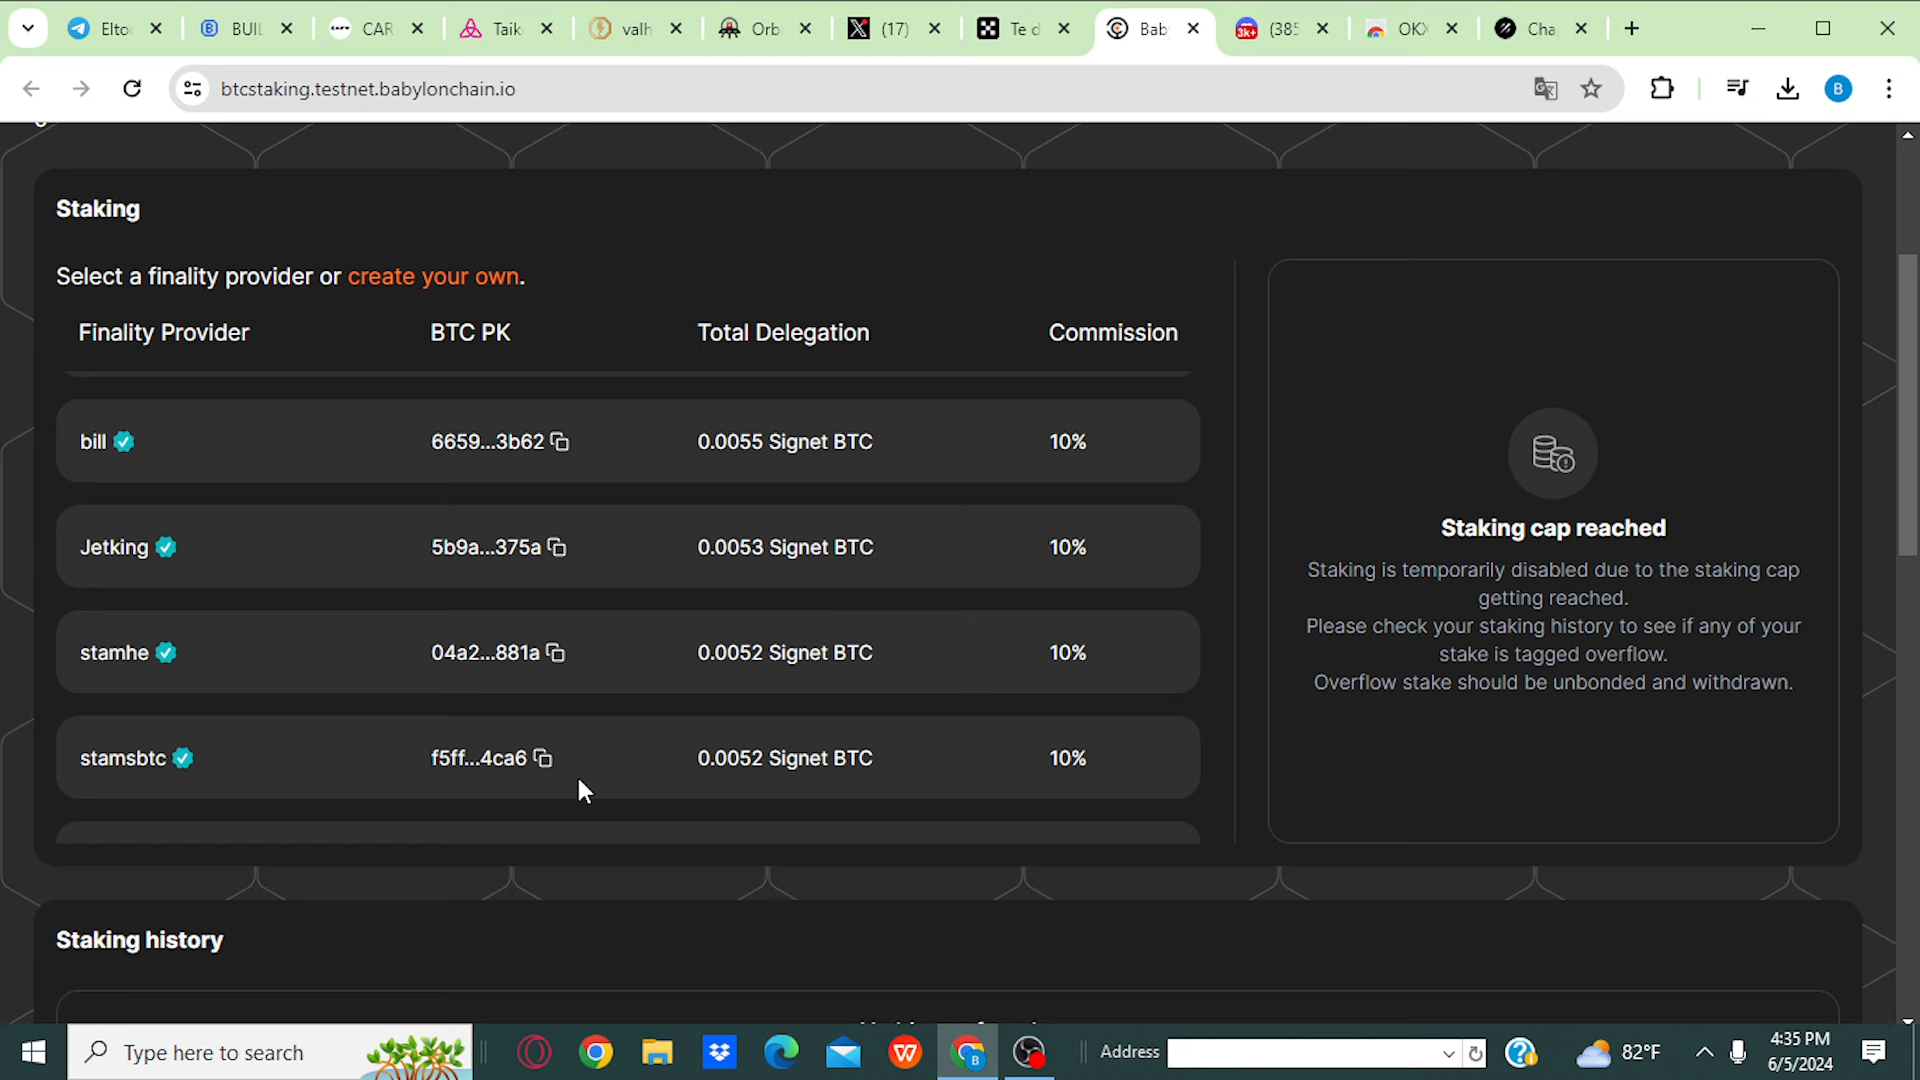 Elto
BUIL
CAR
Taik
valh
Orb
(17)
Te c
Bab
3k+
(385
OKX
Cha
btcstaking.testnet.babylonchain.io
B
Staking
Select a finality provider or create your own.
Finality Provider BTC PK Total Delegation Commission
bill 6659...3b62 0.0055 Signet BTC 10%
Jetking 5b9a...375a 0.0053 Signet BTC 10%
stamhe 04a2...881a 0.0052 Signet BTC 10%
stamsbtc f5ff...4ca6 0.0052 Signet BTC 10%
Staking cap reached
Staking is temporarily disabled due to the staking cap
getting reached.
Please check your staking history to see if any of your
stake is tagged overflow.
Overflow stake should be unbonded and withdrawn.
Staking history
Type here to search
Address
82°F
4:35 PM
6/5/2024